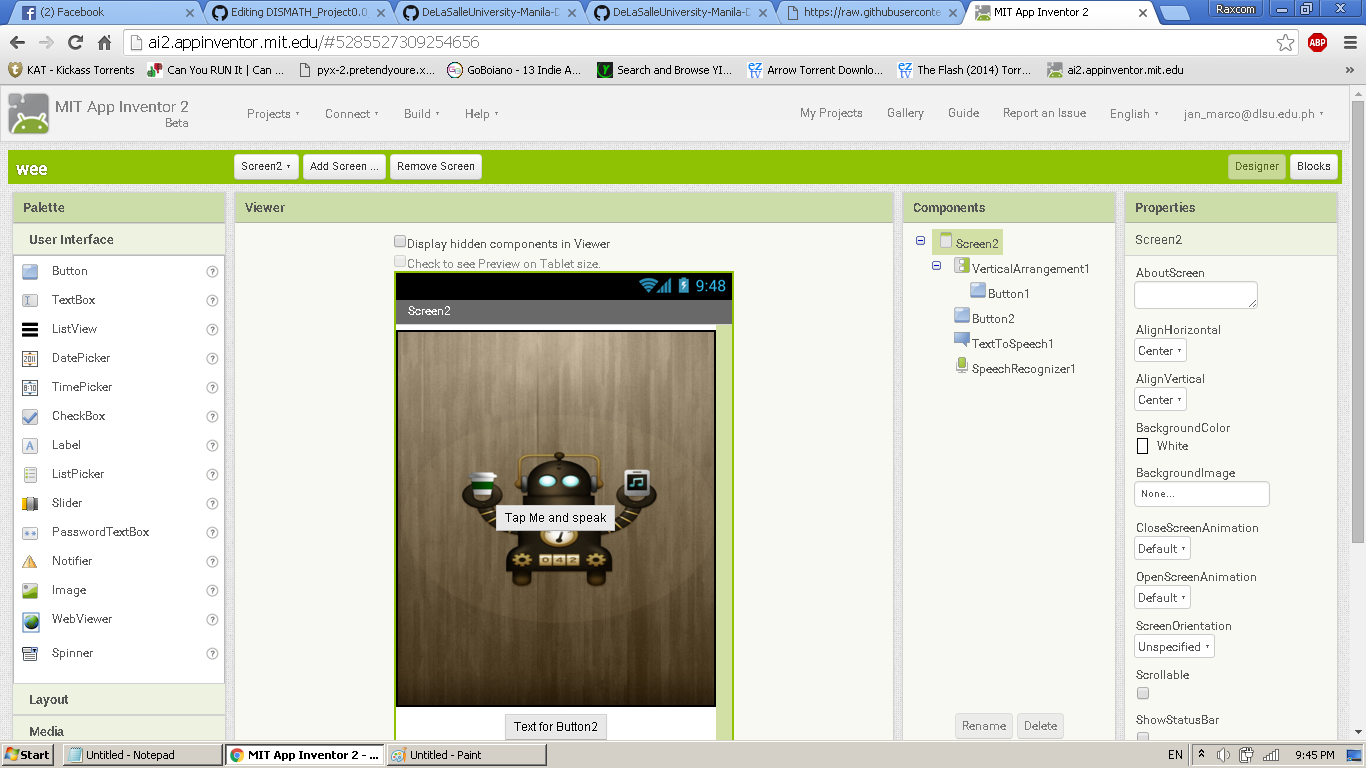 (2) Facebook
Editing DISMATH_Project0.0
DeLaSalleUniversity-Manila-D
DeLaSalleUniversity-Manila-D
https://raw.githubuserconte
MIT App Inventor 2
Raxcom
ai2.appinventor.mit.edu/#5285527309254656
ABP
KAT - Kickass Torrents
Can You RUN It | Can ...
pyx-2.pretendyoure.x...
GoBoiano - 13 Indie A...
Search and Browse YI...
Arrow Torrent Downlo...
The Flash (2014) Torr...
ai2.appinventor.mit.edu
»
MIT App Inventor 2
Beta
Projects
Connect
Build
Help
My Projects
Gallery
Guide
Report an Issue
English
jan_marco@dlsu.edu.ph
wee
Screen2
Add Screen ...
Remove Screen
Designer
Blocks
Palette
User Interface
Button ?
TextBox ?
ListView ?
DatePicker ?
TimePicker ?
CheckBox ?
Label ?
ListPicker ?
Slider ?
PasswordTextBox ?
Notifier ?
Image ?
WebViewer ?
Spinner ?
Layout
Media
Viewer
Display hidden components in Viewer
Check to see Preview on Tablet size.
9:48
Screen2
Tap Me and speak
042
Text for Button2
Components
Screen2
VerticalArrangement1
Button1
Button2
TextToSpeech1
SpeechRecognizer1
Rename
Delete
Properties
Screen2
AboutScreen
AlignHorizontal
Center
AlignVertical
Center
BackgroundColor
White
BackgroundImage
None...
CloseScreenAnimation
Default
OpenScreenAnimation
Default
ScreenOrientation
Unspecified
Scrollable
ShowStatusBar
Start
Untitled - Notepad
MIT App Inventor 2 - ...
Untitled - Paint
EN
9:45 PM